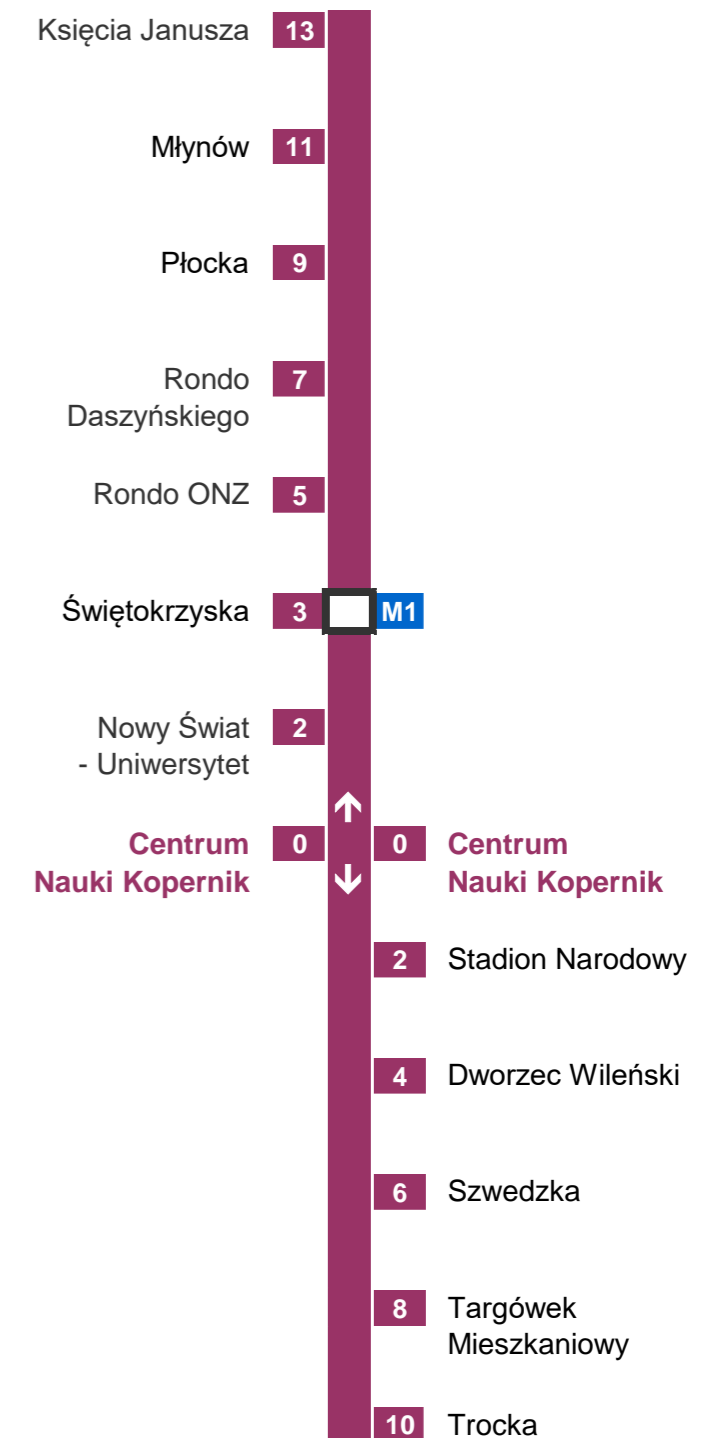 Księcia Janusza 13
Młynów 11
Płocka 9
Rondo 7
Daszyńskiego
Rondo ONZ 5
Świętokrzyska 3 M1
Nowy Świat 2
- Uniwersytet
Centrum 0 0 Centrum
Nauki Kopernik Nauki Kopernik
2 Stadion Narodowy
4 Dworzec Wileński
6 Szwedzka
8 Targówek
Mieszkaniowy
10 Trocka